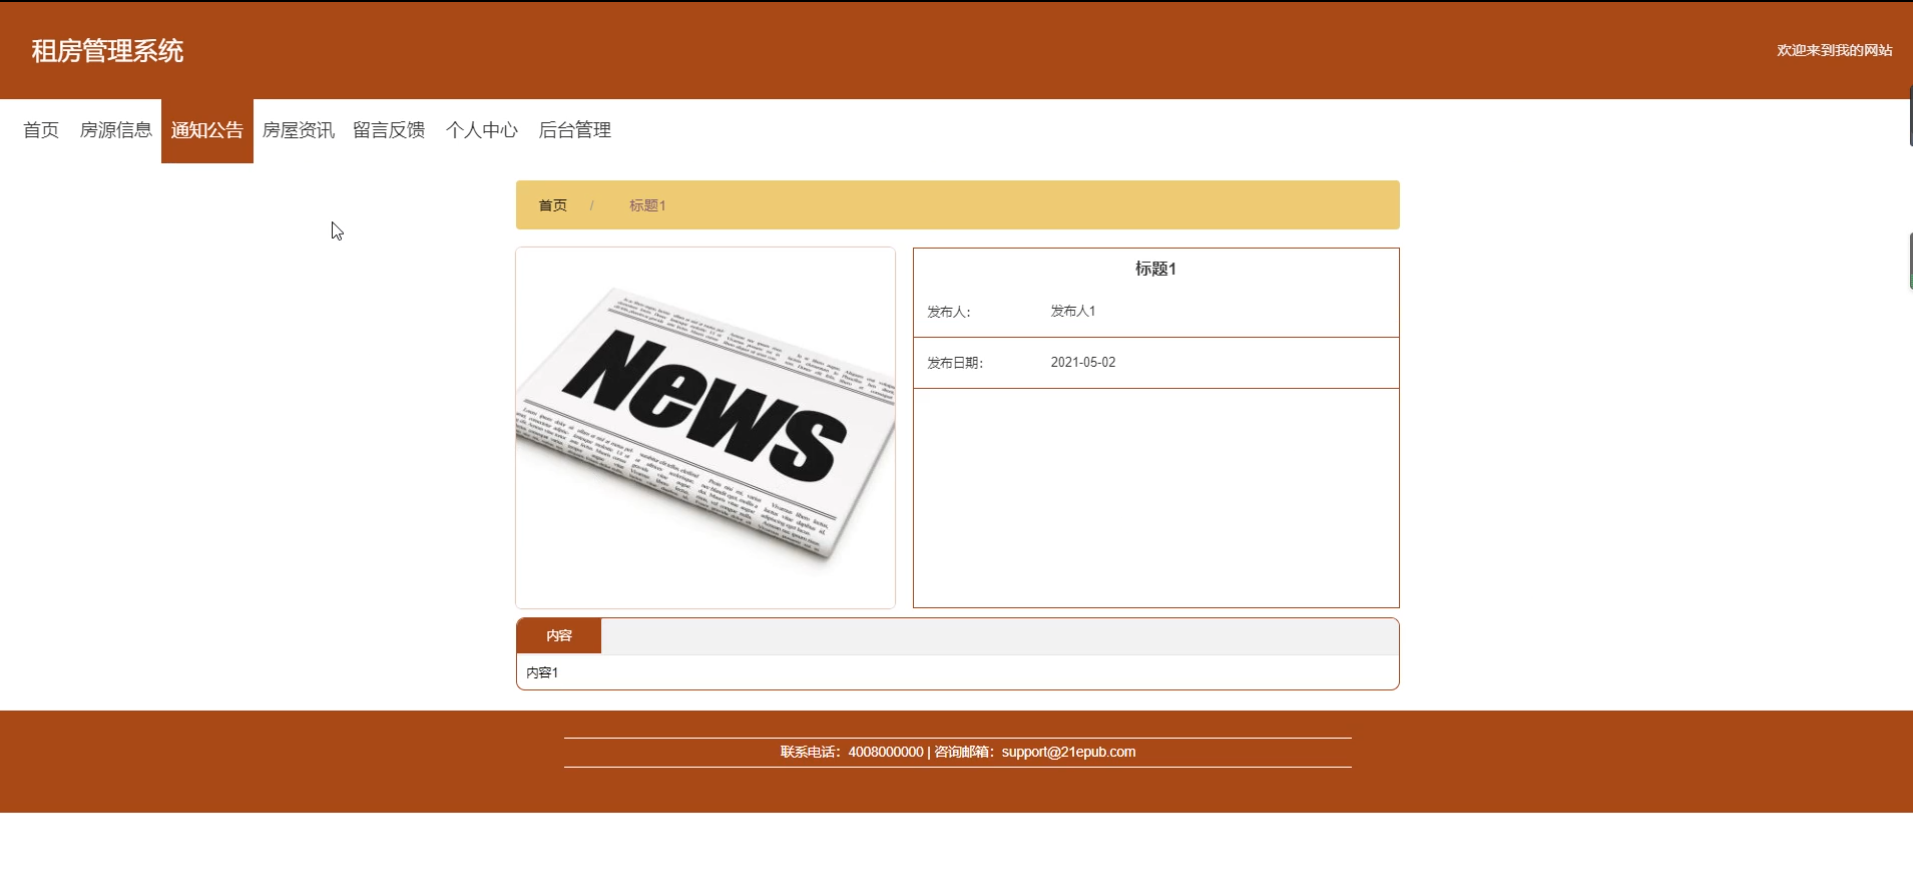 租房管理系统
欢迎来到我的网站
首页 房源信息 通知公告 房屋资讯 留言反馈 个人中心 后台管理
首页 / 标题1
News
标题1
发布人: 发布人1
发布日期: 2021-05-02
内容
内容1
联系电话：4008000000 | 咨询邮箱：support@21epub.com